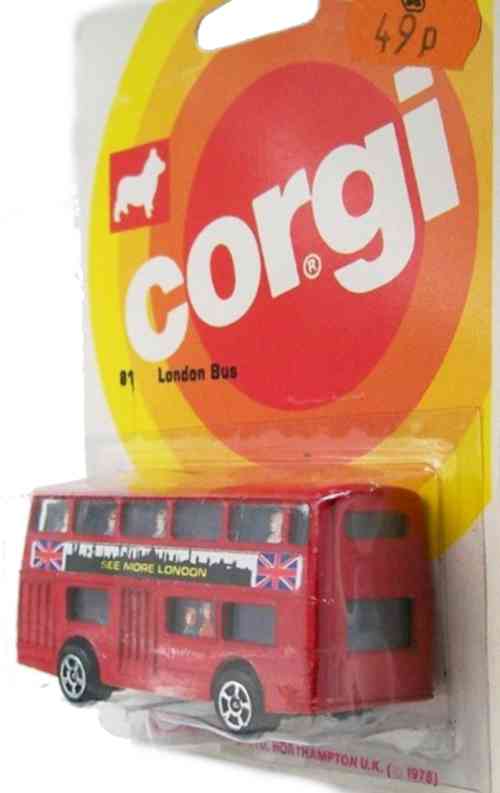 49p
corgi
®
81 London Bus
SEE MORE LONDON
NORTHAMPTON U.K. (© 1978)